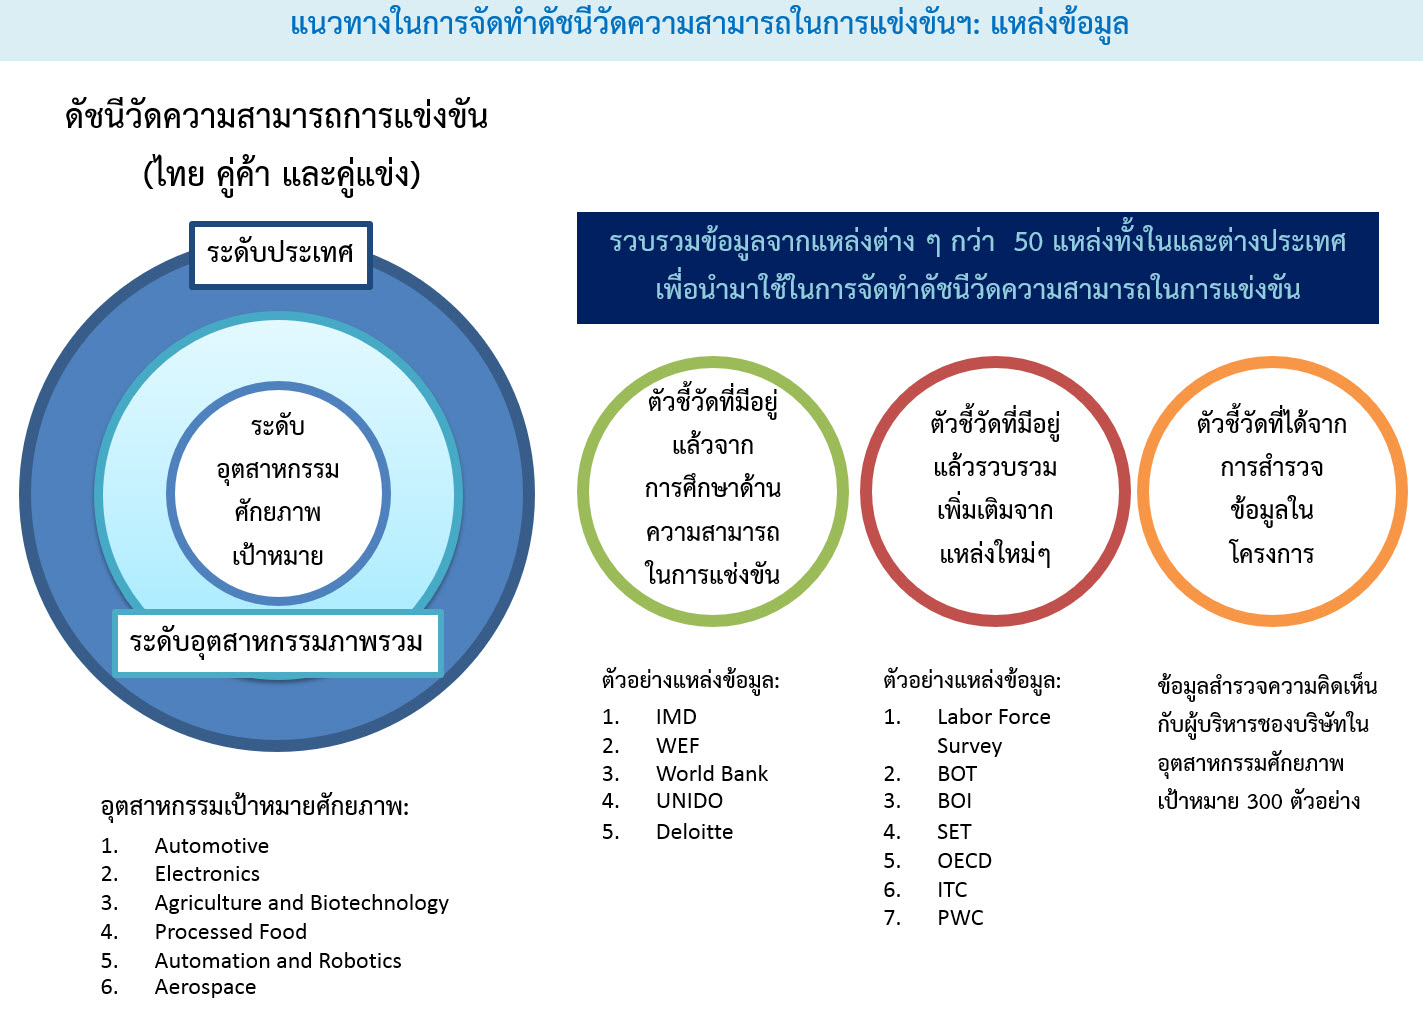 แนวทางในการจัดทำดัชนีวัดความสามารถในการแข่งขันฯ: แหล่งข้อมูล
ดัชนีวัดความสามารถการแข่งขัน
(ไทย คู่ค้า และคู่แข่ง)
ระดับประเทศ
ระดับ
อุตสาหกรรม
ศักยภาพ
เป้าหมาย
ระดับอุตสาหกรรมภาพรวม
อุตสาหกรรมเป้าหมายศักยภาพ:
1. Automotive
2. Electronics
3. Agriculture and Biotechnology
4. Processed Food
5. Automation and Robotics
6. Aerospace
รวบรวมข้อมูลจากแหล่งต่าง ๆ กว่า 50 แหล่งทั้งในและต่างประเทศ
เพื่อนำมาใช้ในการจัดทำดัชนีวัดความสามารถในการแข่งขัน
ตัวชี้วัดที่มีอยู่
แล้วจาก
การศึกษาด้าน
ความสามารถ
ในการแช่งขัน
ตัวอย่างแหล่งข้อมูล:
1. IMD
2. WEF
3. World Bank
4. UNIDO
5. Deloitte
ตัวชี้วัดที่มีอยู่
แล้วรวบรวม
เพิ่มเติมจาก
แหล่งใหม่ๆ
ตัวอย่างแหล่งข้อมูล:
1. Labor Force
Survey
2. BOT
3. BOI
4. SET
5. OECD
6. ITC
7. PWC
ตัวชี้วัดที่ได้จาก
การสำรวจ
ข้อมูลใน
โครงการ
ข้อมูลสำรวจความคิดเห็น
กับผู้บริหารชองบริษัทใน
อุตสาหกรรมศักยภาพ
เป้าหมาย 300 ตัวอย่าง